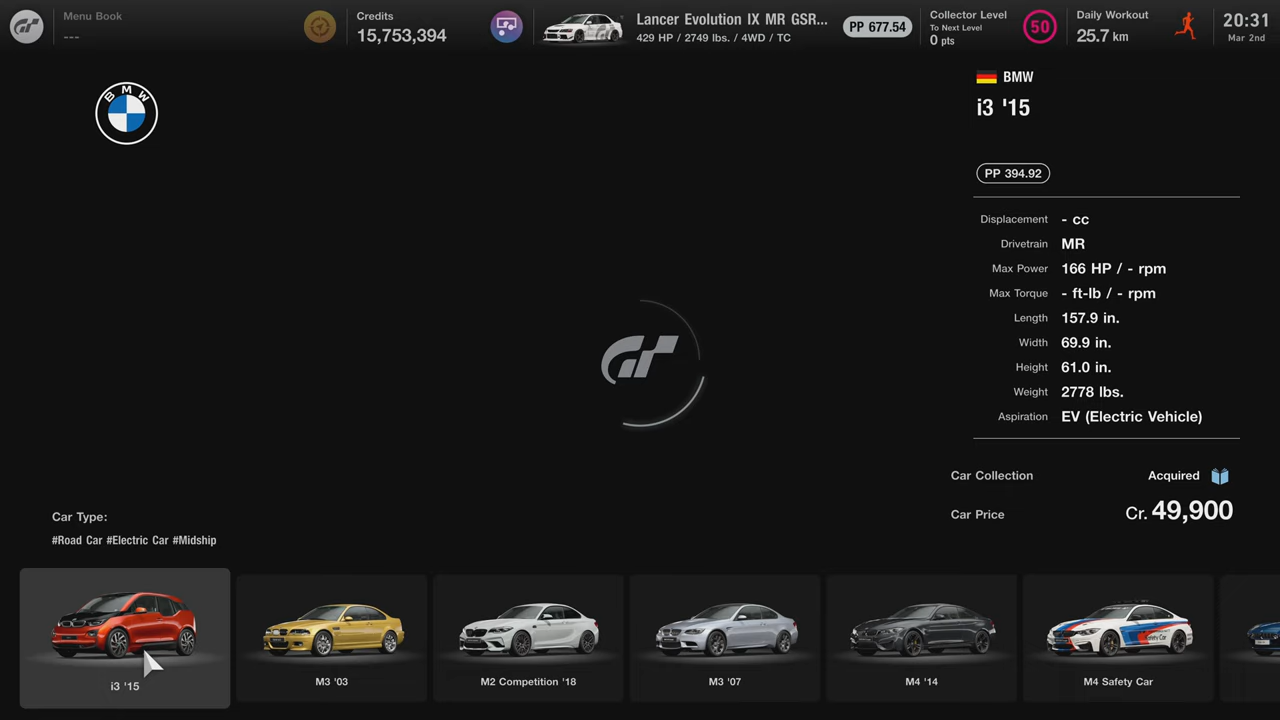 Menu Book
---
Credits
15,753,394
Lancer Evolution IX MR GSR...
429 HP / 2749 lbs. / 4WD / TC
PP 677.54
Collector Level
To Next Level
0 pts
50
Daily Workout
25.7 km
20:31
Mar 2nd
BMW
BMW
i3 '15
PP 394.92
Displacement - cc
Drivetrain MR
Max Power 166 HP / - rpm
Max Torque - ft-lb / - rpm
Length 157.9 in.
Width 69.9 in.
Height 61.0 in.
Weight 2778 lbs.
Aspiration EV (Electric Vehicle)
Car Collection Acquired
Car Price Cr. 49,900
Car Type:
#Road Car #Electric Car #Midship
i3 '15
M3 '03
M2 Competition '18
M3 '07
M4 '14
Safety Car
M4 Safety Car